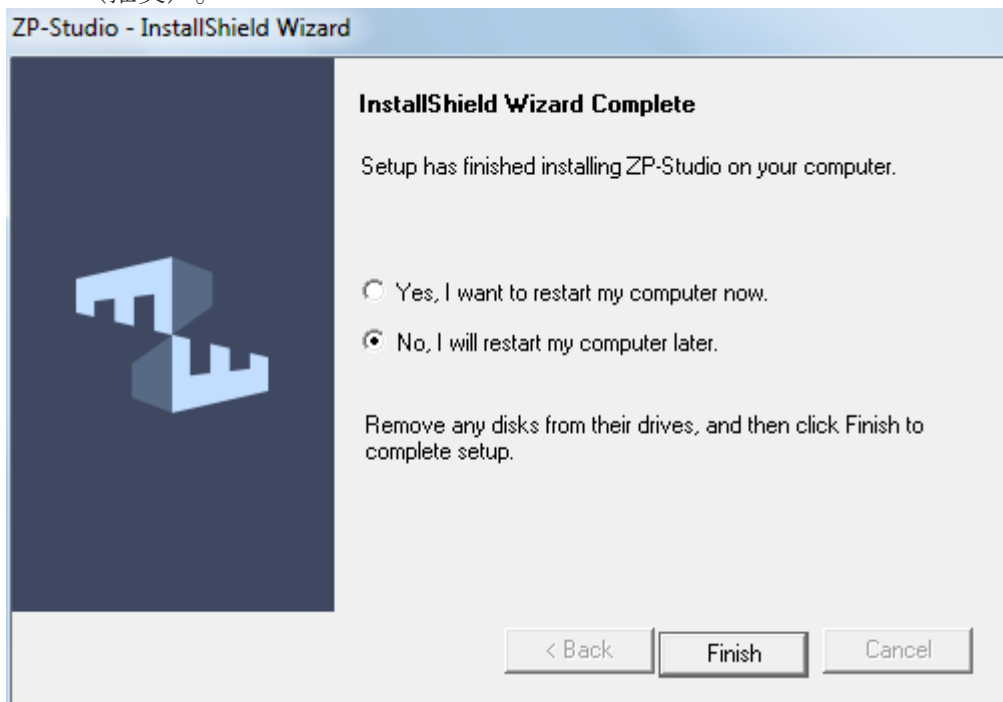 （推荐）。
ZP-Studio - InstallShield Wizard
InstallShield Wizard Complete
Setup has finished installing ZP-Studio on your computer.
Yes, I want to restart my computer now.
No, I will restart my computer later.
Remove any disks from their drives, and then click Finish to
complete setup.
< Back
Finish
Cancel